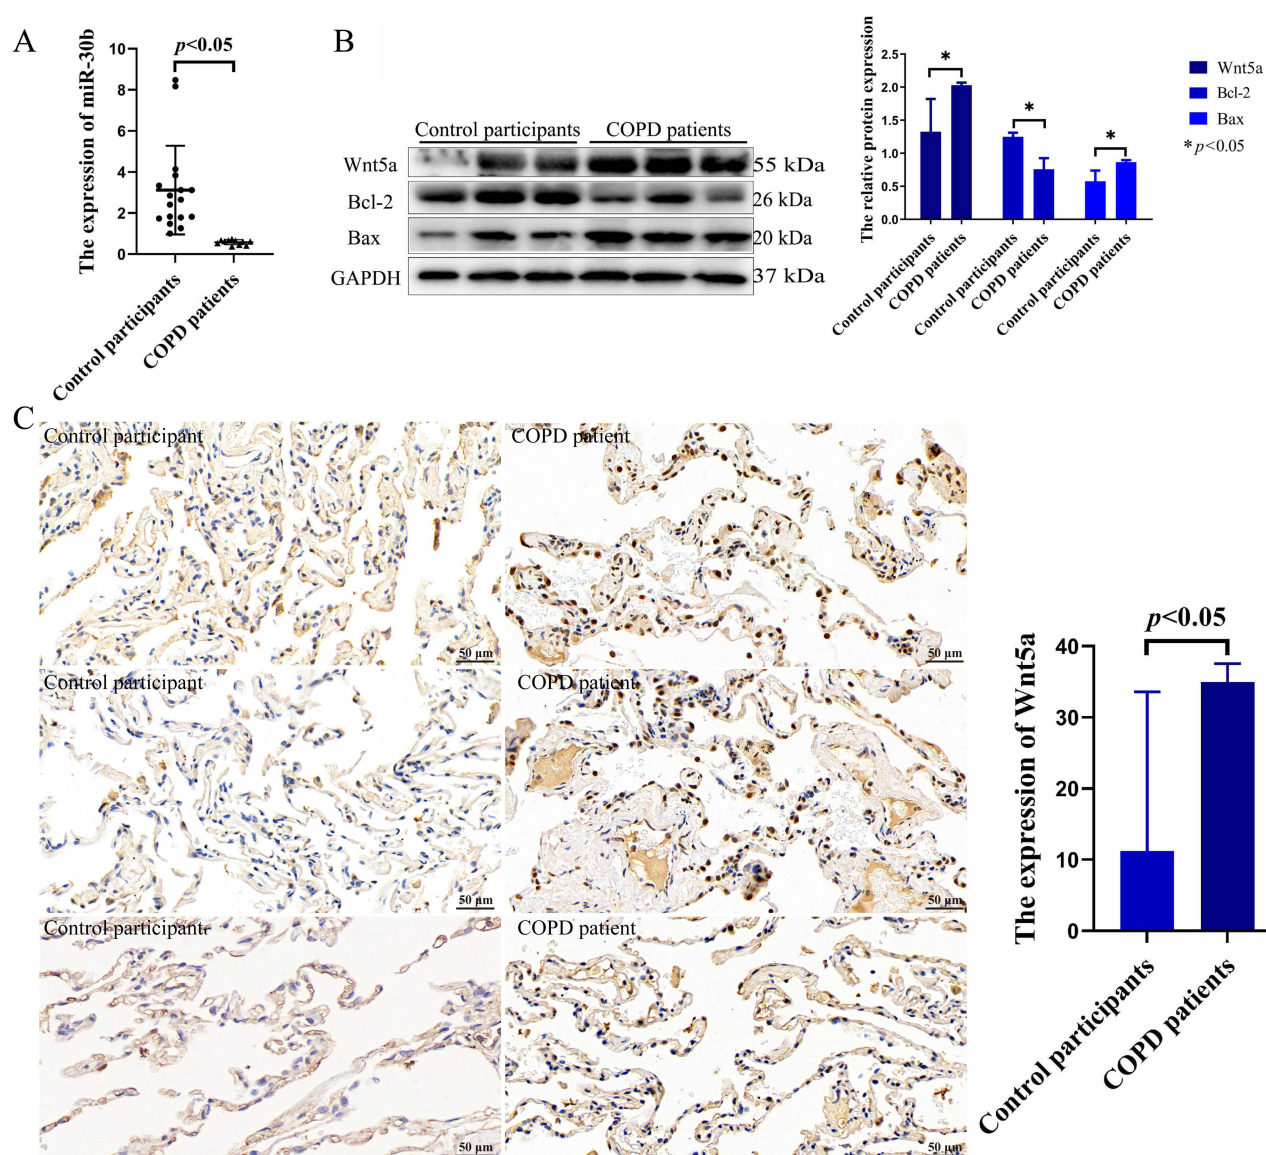 A
The expression of miR-30b
p<0.05
10
8
6
4
2
0
Control participants
COPD patients
B
Control participants
COPD patients
Wnt5a
55 kDa
Bcl-2
26 kDa
Bax
20 kDa
GAPDH
37 kDa
The relative protein expression
2.5
2.0
1.5
1.0
0.5
0.0
*
*
*
Control participants
COPD patients
Control participants
COPD patients
Control participants
COPD patients
Wnt5a
Bcl-2
Bax
* p<0.05
C
Control participant
50 μm
COPD patient
50 μm
Control participant
50 μm
COPD patient
50 μm
Control participant
50 μm
COPD patient
50 μm
The expression of Wnt5a
p<0.05
40
30
20
10
0
Control participants
COPD patients